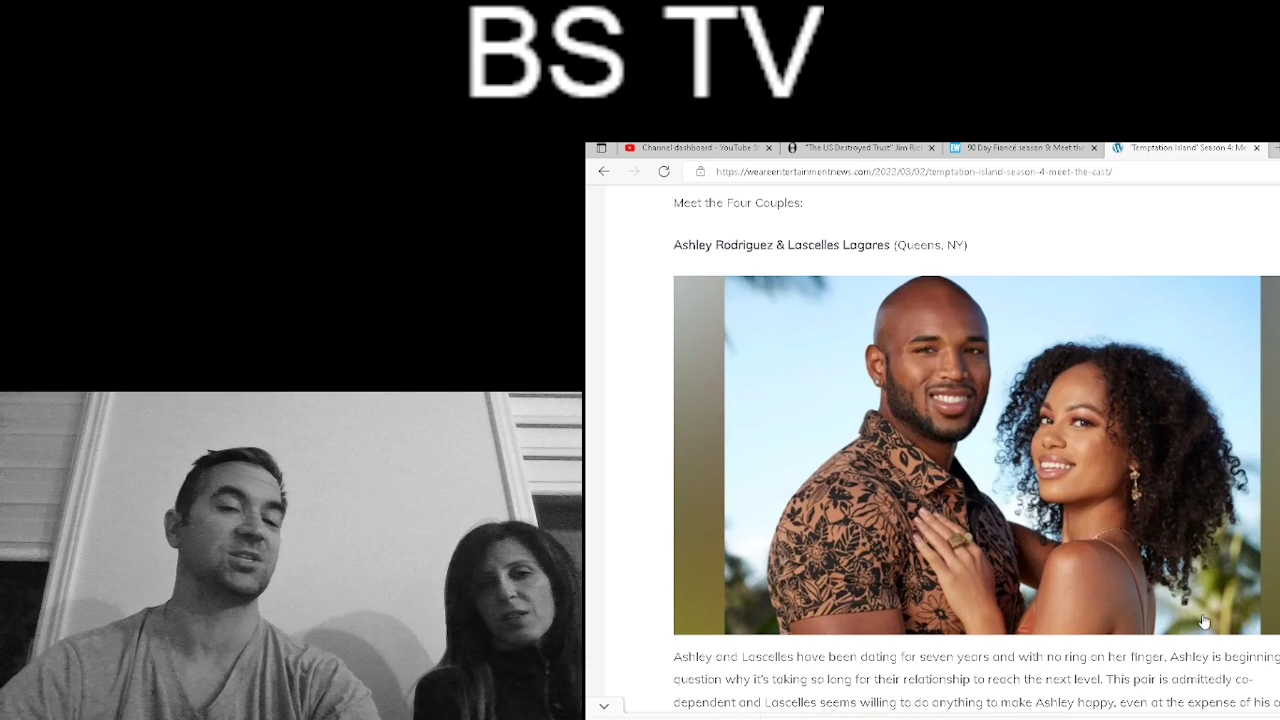 BS TV
Channel dashboard - YouTube St
"The US Destroyed Trust" Jim Ric
90 Day Fiancé season 9: Meet the
'Temptation Island' Season 4: Me
https://weareentertainmentnews.com/2022/03/02/temptation-island-season-4-meet-the-cast/
Meet the Four Couples:
Ashley Rodriguez & Lascelles Lagares (Queens, NY)
Ashley and Lascelles have been dating for seven years and with no ring on her finger, Ashley is beginning
question why it's taking so long for their relationship to reach the next level. This pair is admittedly co-
dependent and Lascelles seems willing to do anything to make Ashley happy, even at the expense of his o